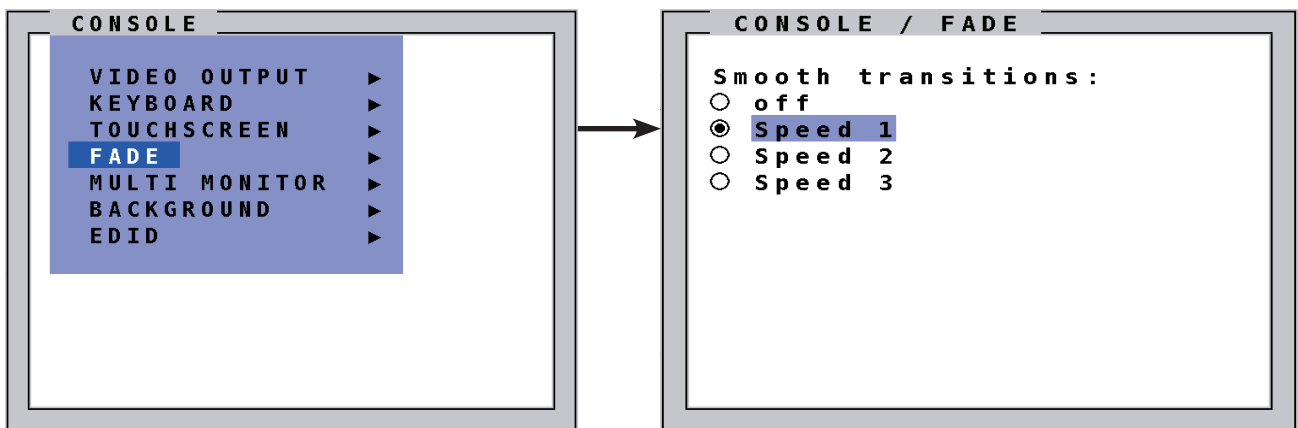 CONSOLE
VIDEO OUTPUT ▶
KEYBOARD ▶
TOUCHSCREEN ▶
FADE ▶
MULTI MONITOR ▶
BACKGROUND ▶
EDID ▶
CONSOLE / FADE
Smooth transitions:
off
Speed 1
Speed 2
Speed 3